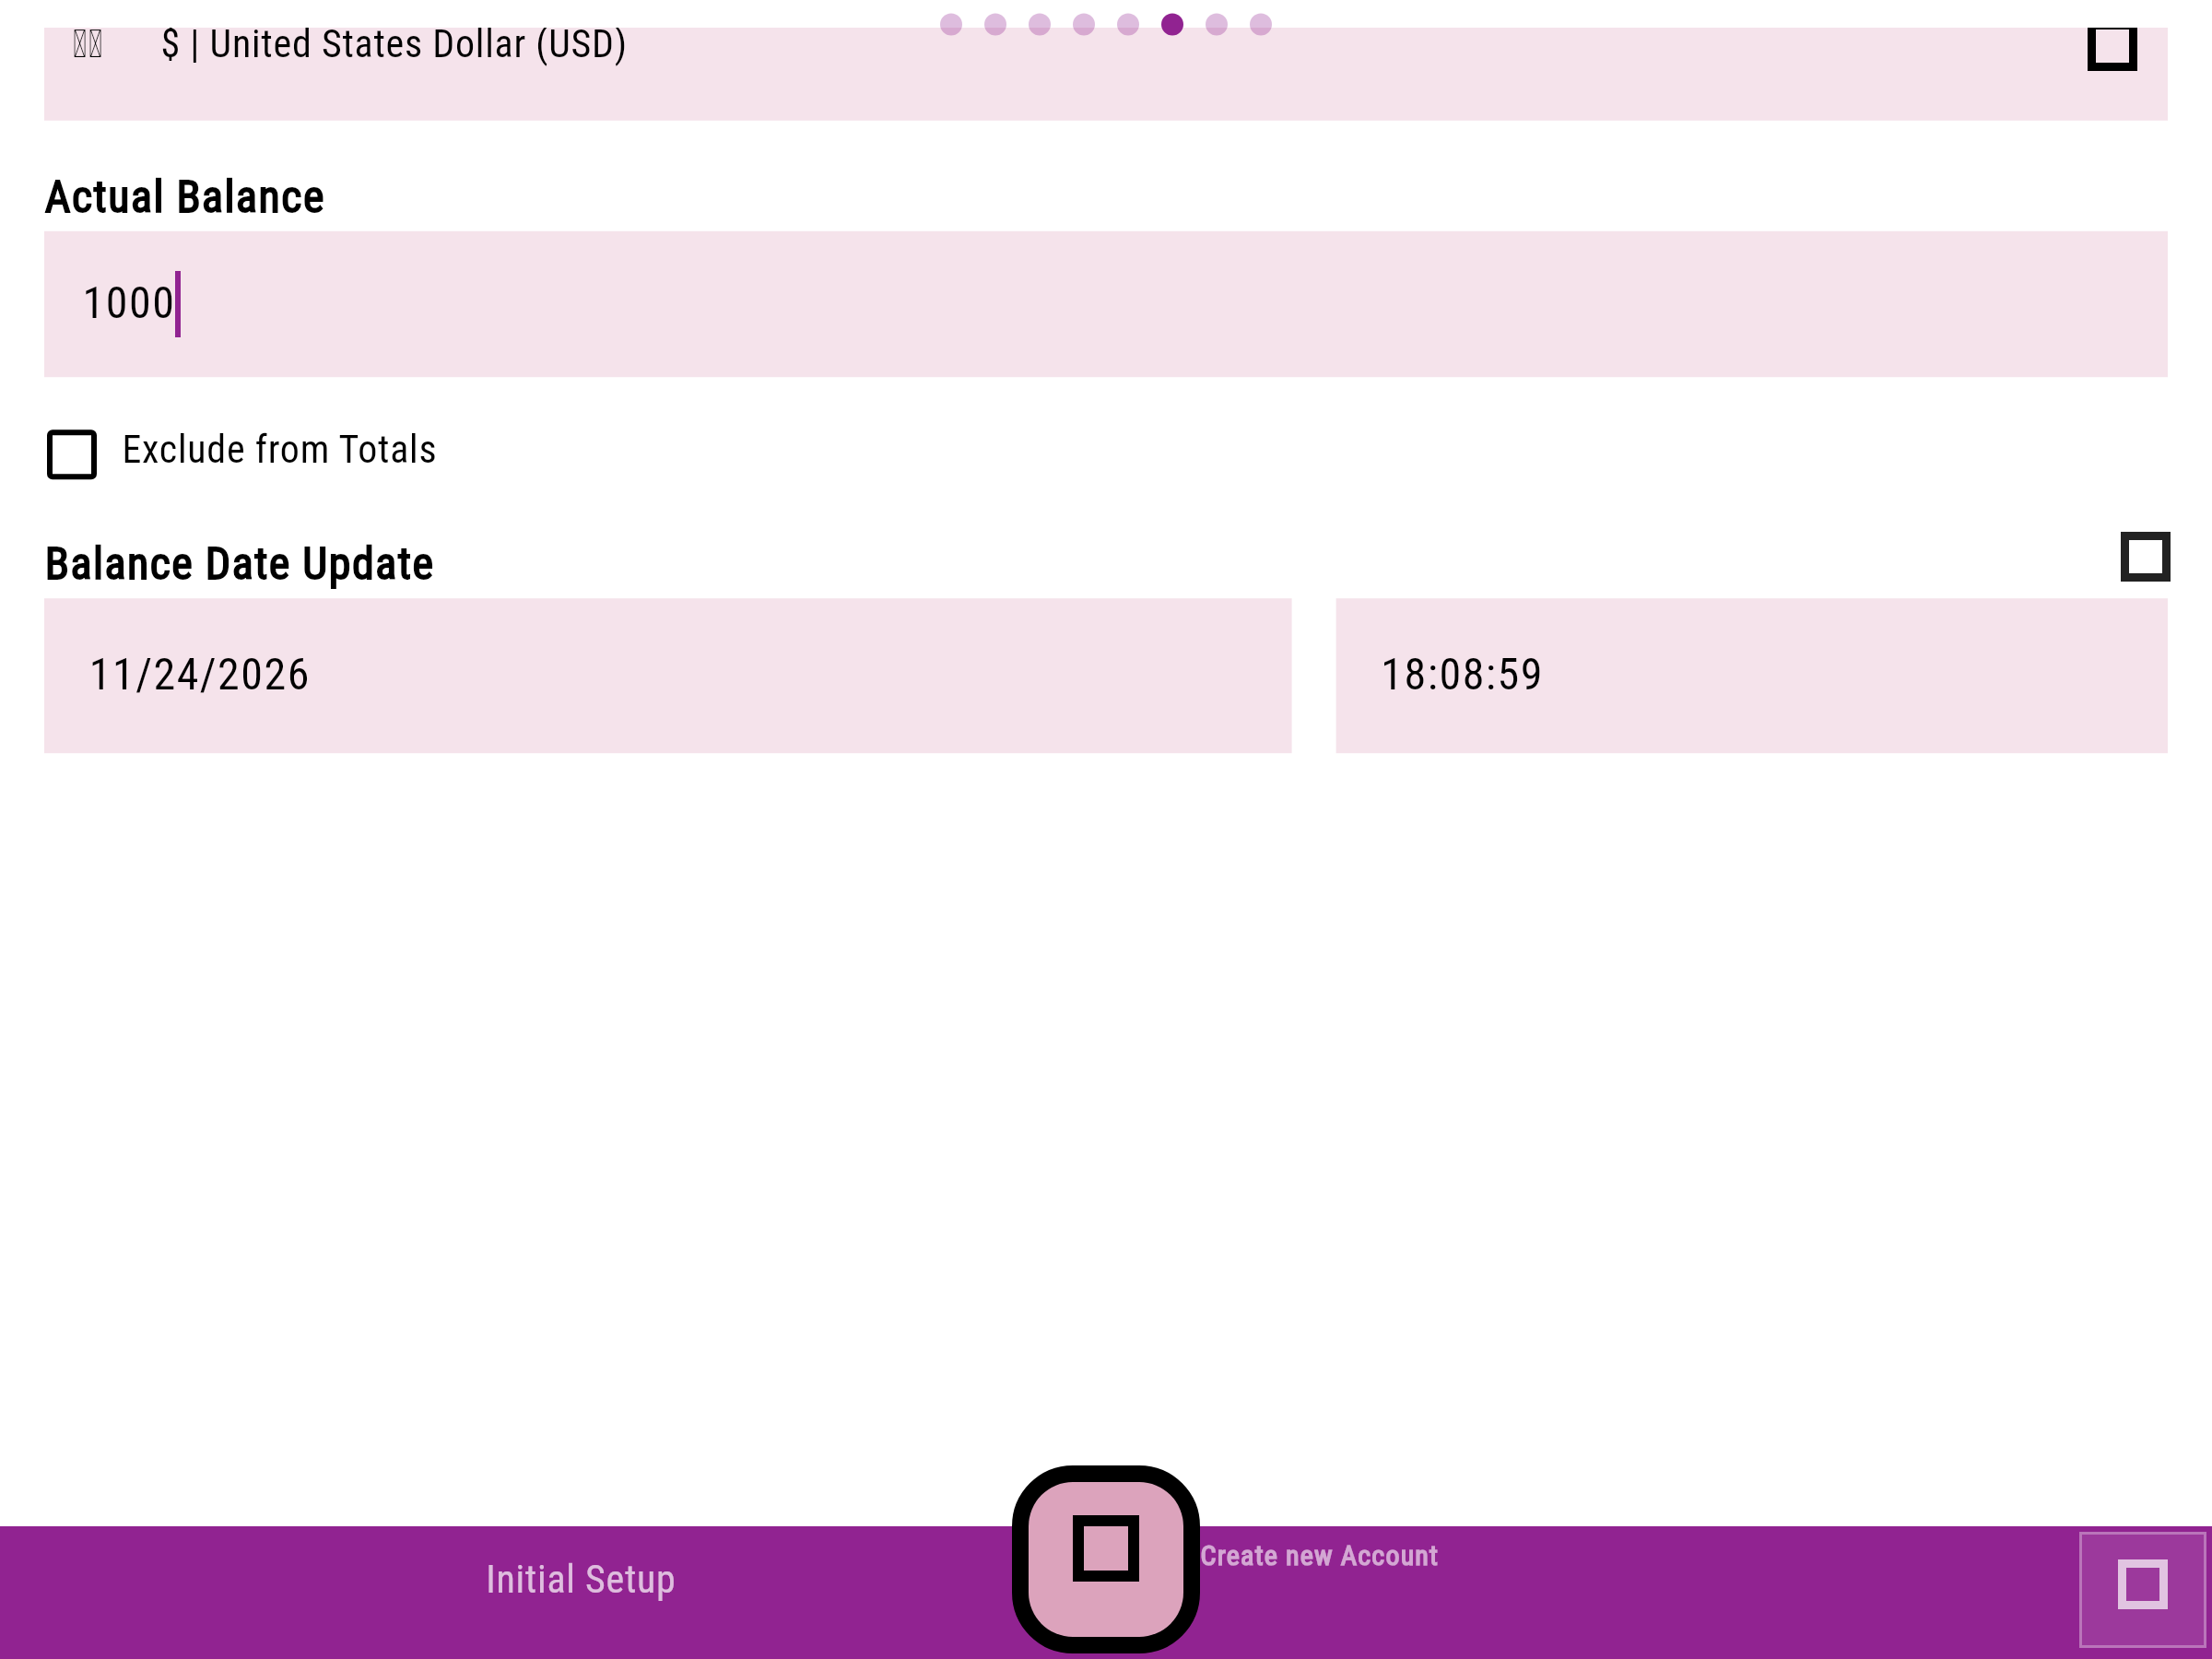 $ | United States Dollar (USD)
Actual Balance
1000
Exclude from Totals
Balance Date Update
11/24/2026
18:08:59
Initial Setup
Create new Account